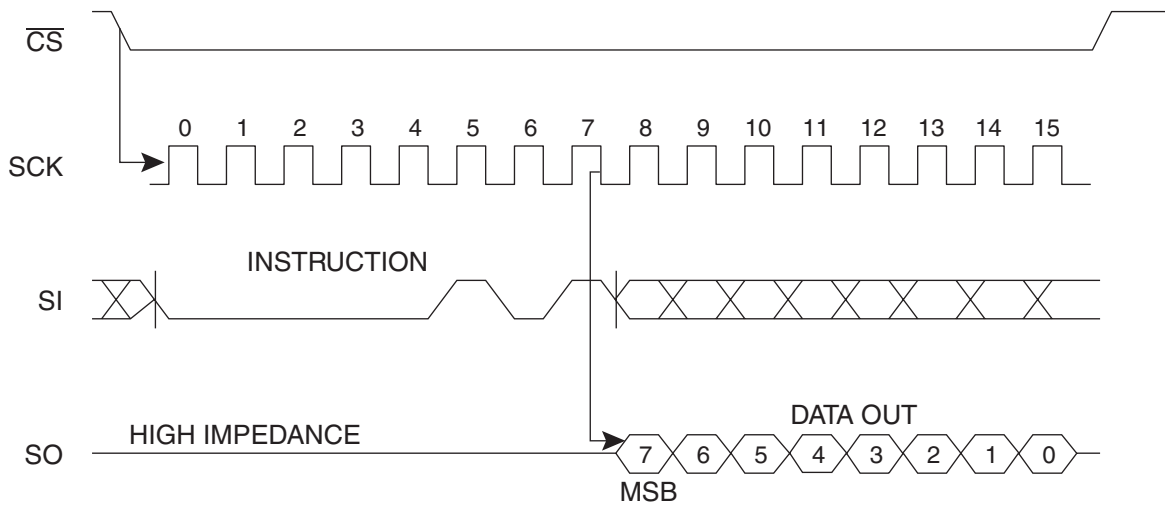 CS
0 1 2 3 4 5 6 7 8 9 10 11 12 13 14 15
SCK
INSTRUCTION
SI
DATA OUT
HIGH IMPEDANCE
SO
7 6 5 4 3 2 1 0
MSB